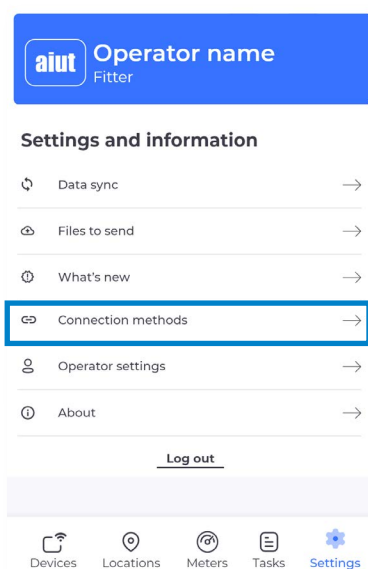 aiut
Operator name
Fitter
Settings and information
Data sync
Files to send
What's new
Connection methods
Operator settings
About
Log out
Devices Locations Meters Tasks Settings